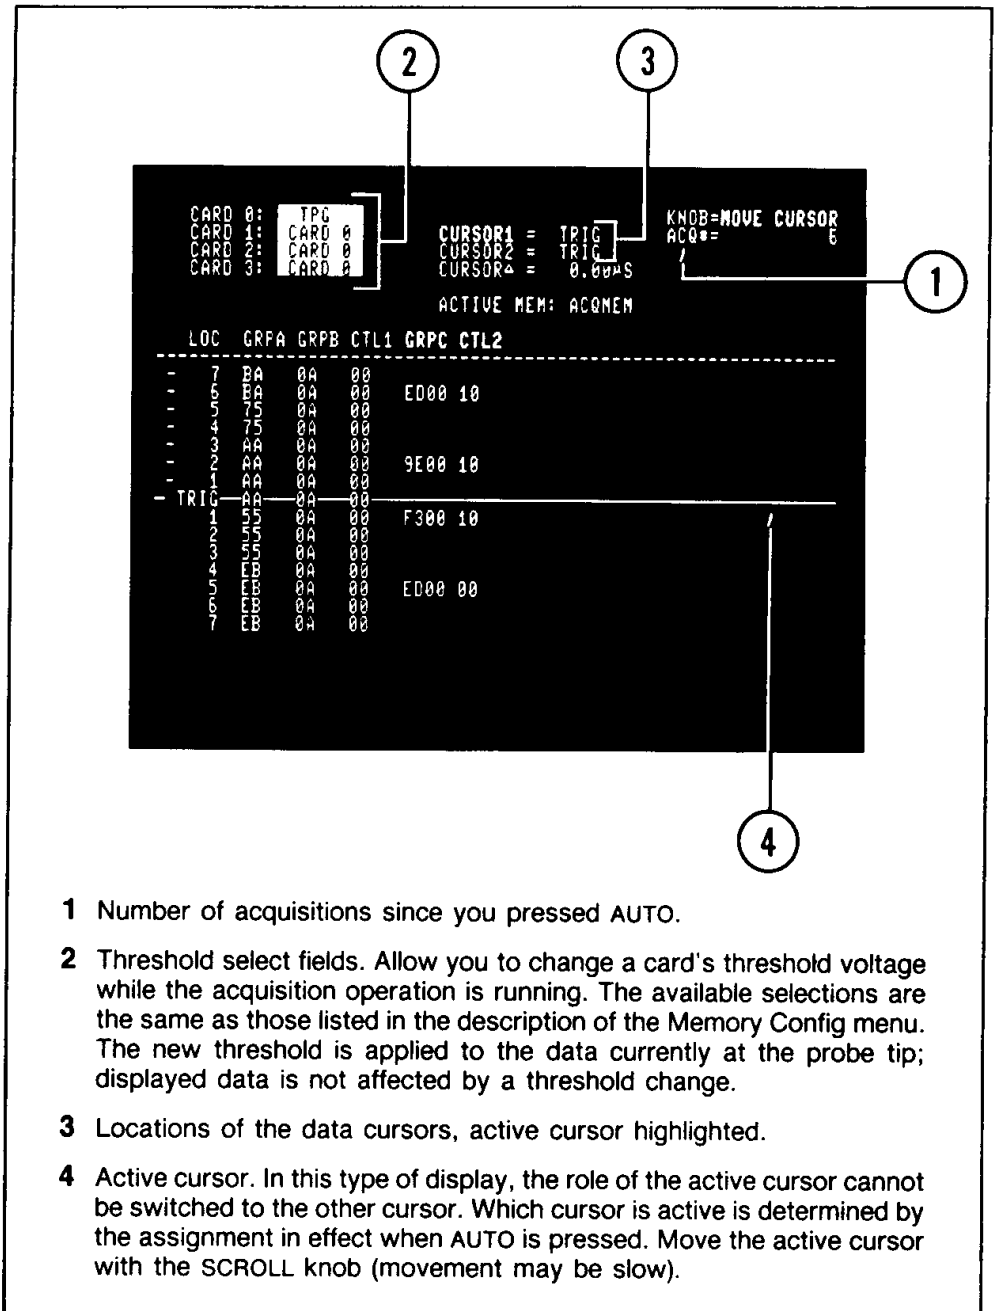 2
3
CARD 0: TPG
CARD 1: CARD 0
CARD 2: CARD 0
CARD 3: CARD 0
CURSOR1 = TRIG
CURSOR2 = TRIG
CURSOR△ = 0.00µS
KNOB=MOVE CURSOR
ACQ#= 6
1
ACTIVE MEM: ACQMEM
LOC GRPA GRPB CTL1 GRPC CTL2
- 7 BA 0A 00
- 6 BA 0A 00 ED00 10
- 5 75 0A 00
- 4 75 0A 00
- 3 AA 0A 00
- 2 AA 0A 00 9E00 10
- 1 AA 0A 00
- TRIG AA 0A 00
1 55 0A 00 F300 10
2 55 0A 00
3 55 0A 00
4 EB 0A 00
5 EB 0A 00 ED00 00
6 EB 0A 00
7 EB 0A 00
4
1 Number of acquisitions since you pressed AUTO.
2 Threshold select fields. Allow you to change a card's threshold voltage
while the acquisition operation is running. The available selections are
the same as those listed in the description of the Memory Config menu.
The new threshold is applied to the data currently at the probe tip;
displayed data is not affected by a threshold change.
3 Locations of the data cursors, active cursor highlighted.
4 Active cursor. In this type of display, the role of the active cursor cannot
be switched to the other cursor. Which cursor is active is determined by
the assignment in effect when AUTO is pressed. Move the active cursor
with the SCROLL knob (movement may be slow).